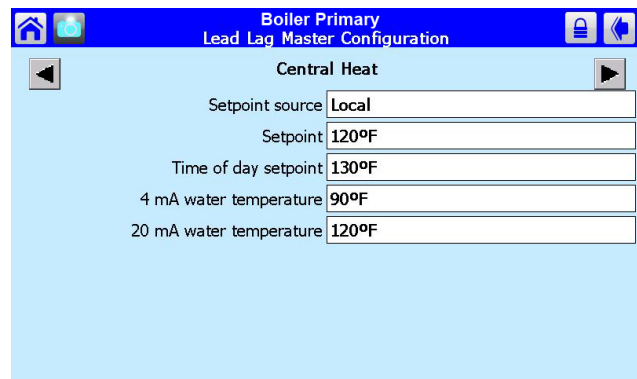 Boiler Primary
Lead Lag Master Configuration
Central Heat
Setpoint source Local
Setpoint 120ºF
Time of day setpoint 130ºF
4 mA water temperature 90ºF
20 mA water temperature 120ºF